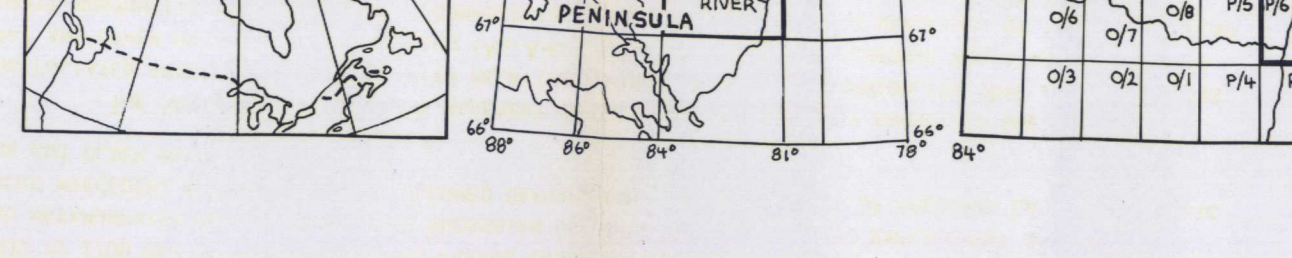 RIVER
PENINSULA
67° 67°
66° 66°
88° 86° 84° 81° 78°
O/6 O/7 O/8 P/5 P/6
O/3 O/2 O/1 P/4 P
84°